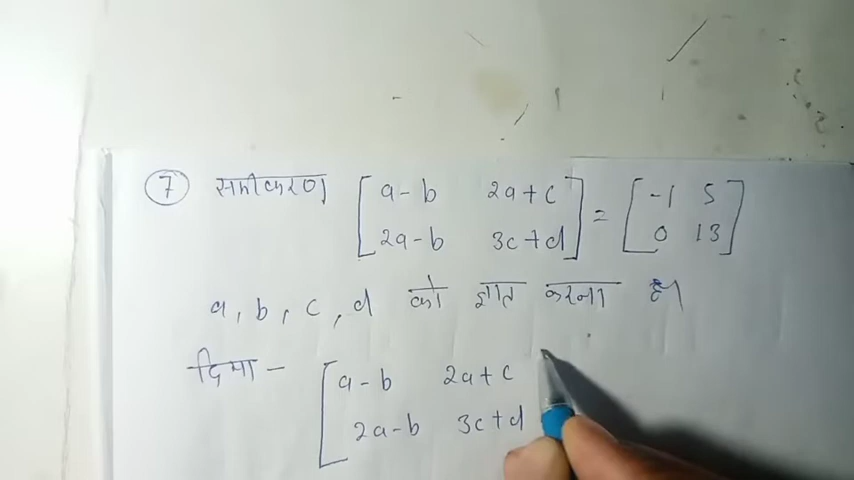 ⑦ समीकरण [a-b 2a+c] = [-1 5]
[2a-b 3c+d] [0 13]
a, b, c, d को ज्ञात करना है।
दिया - [a-b 2a+c
2a-b 3c+d